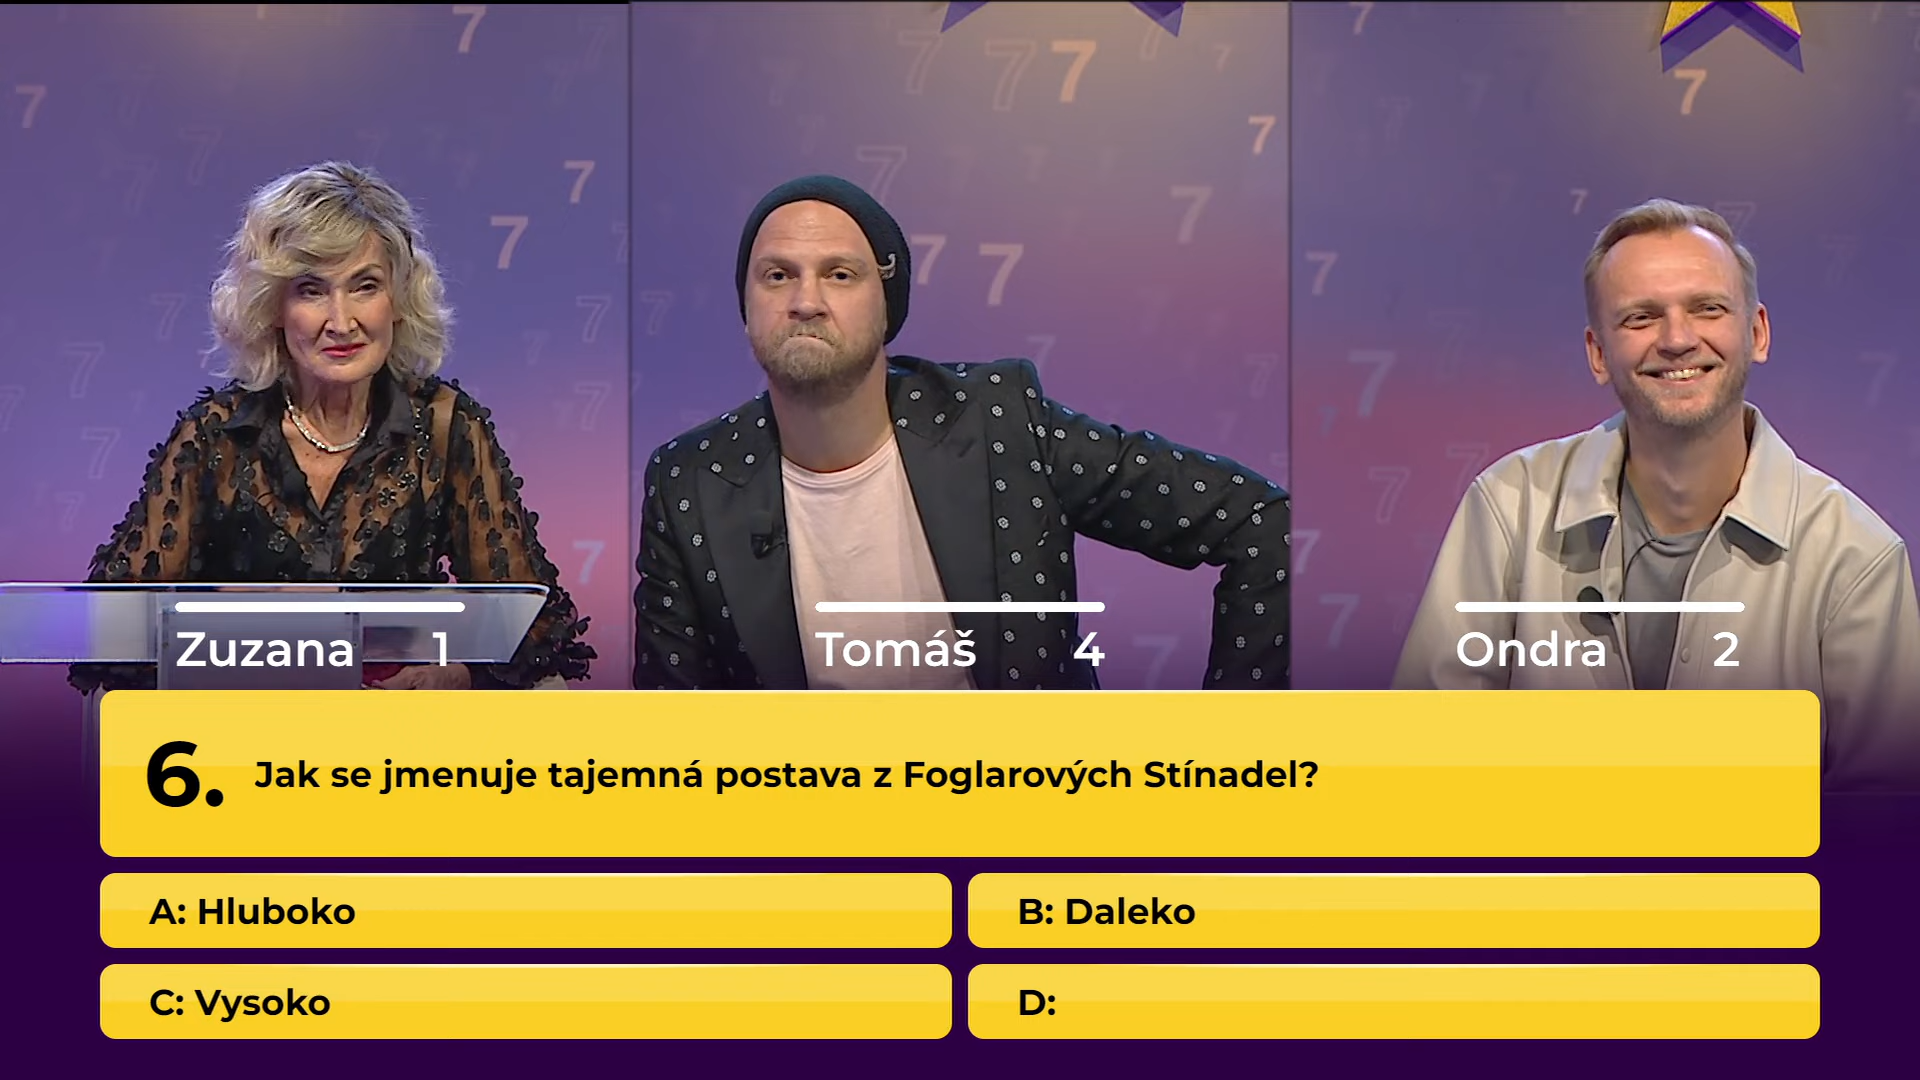 Zuzana 1
Tomáš 4
Ondra 2
6. Jak se jmenuje tajemná postava z Foglarových Stínadel?
A: Hluboko
B: Daleko
C: Vysoko
D: